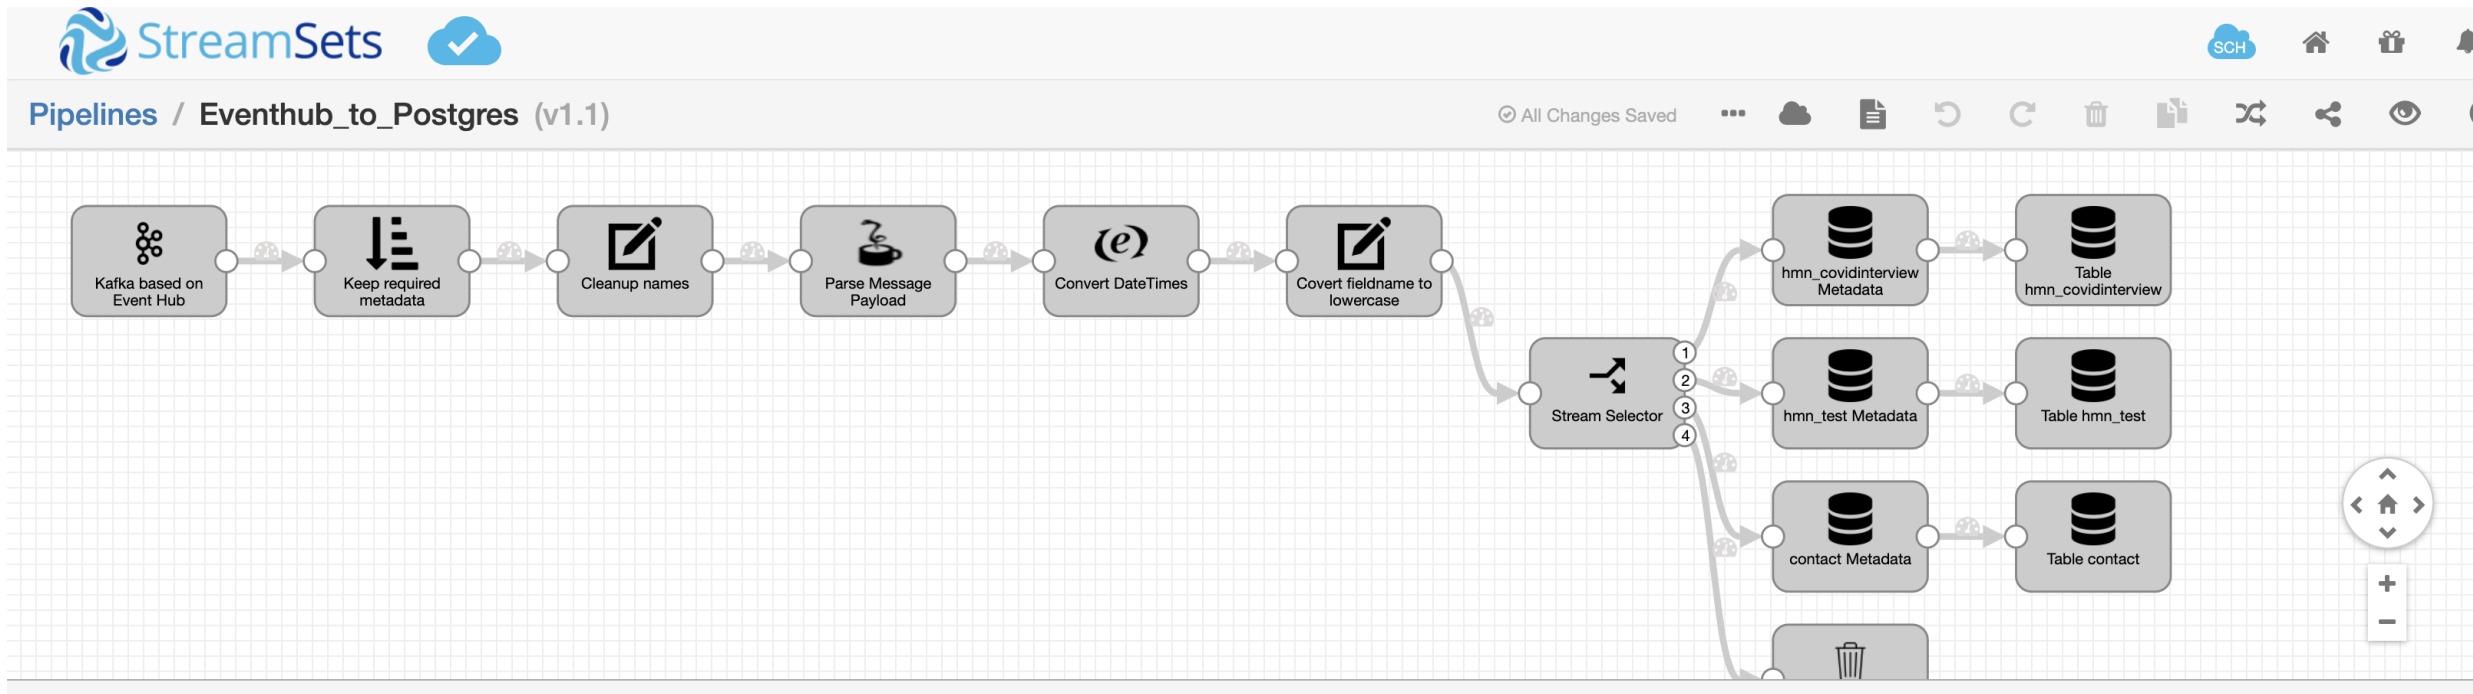 StreamSets
SCH
Pipelines / Eventhub_to_Postgres (v1.1)
All Changes Saved
Kafka based on
Event Hub
Keep required
metadata
Cleanup names
Parse Message
Payload
Convert DateTimes
Covert fieldname to
lowercase
Stream Selector
1
2
3
4
hmn_covidinterview
Metadata
Table
hmn_covidinterview
hmn_test Metadata
Table hmn_test
contact Metadata
Table contact